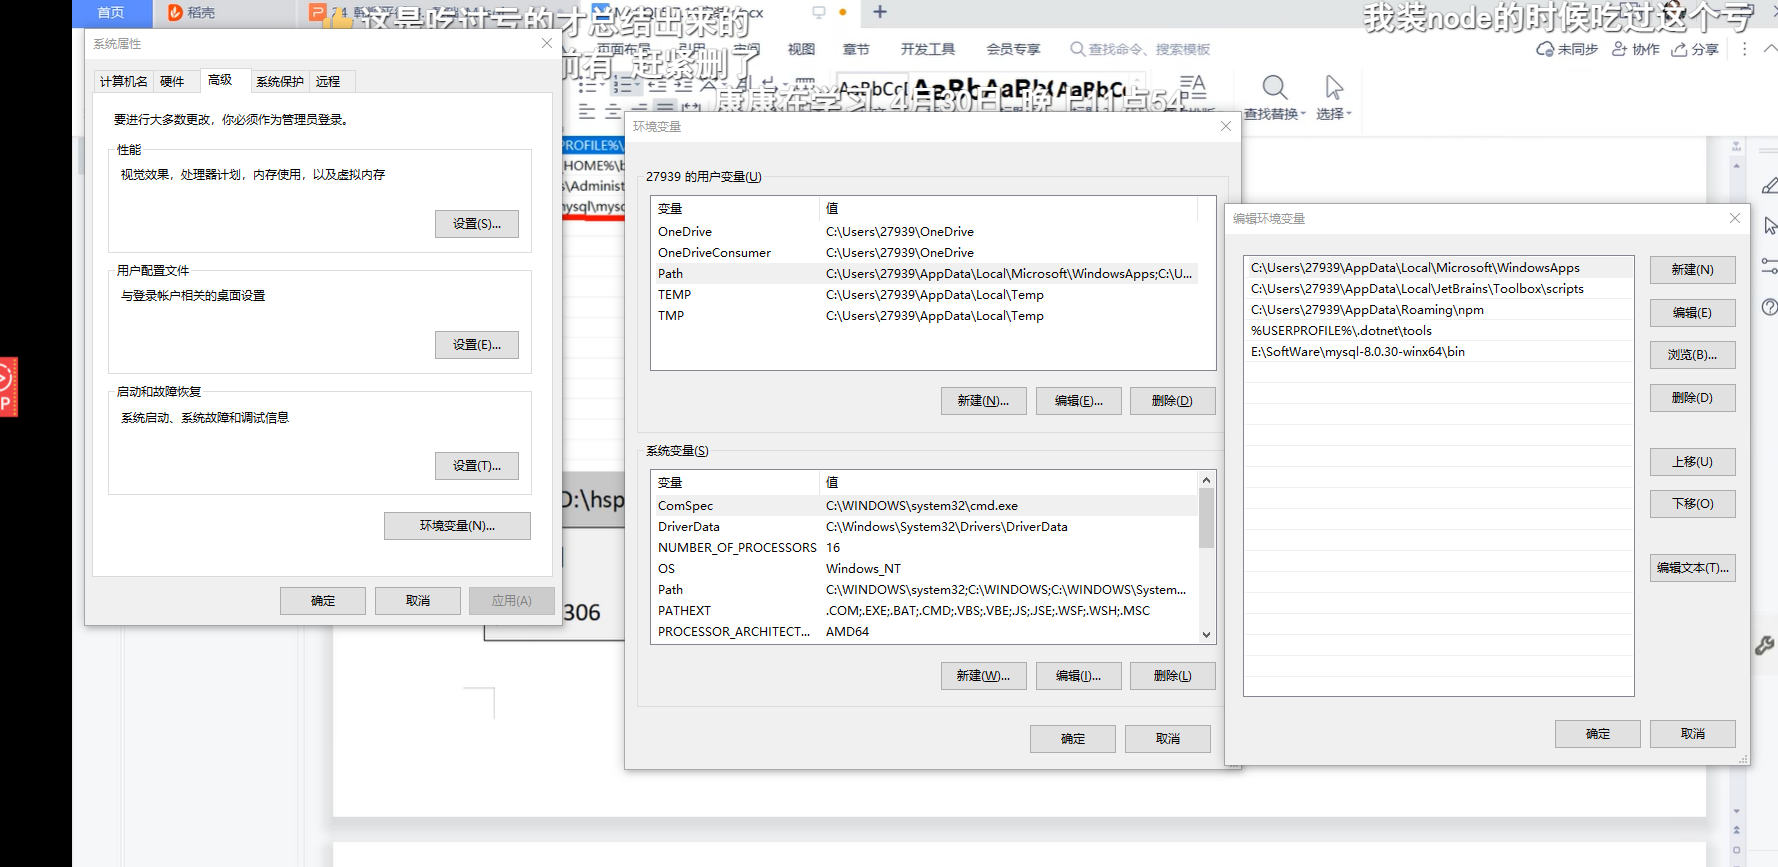 首页
稻壳
这是吃过亏的才总结出来的
我装node的时候吃过这个亏
引用
视图
章节
开发工具
会员专享
查找命令、搜索模板
未同步
协作
分享
前有 赶紧删了
康康在学习 4月30日 晚上11点54
AaBbCcD
AaBb
AaBb(
AaBbCc
查找替换
选择
系统属性
计算机名
硬件
高级
系统保护
远程
要进行大多数更改，你必须作为管理员登录。
性能
视觉效果，处理器计划，内存使用，以及虚拟内存
设置(S)...
用户配置文件
与登录帐户相关的桌面设置
设置(E)...
启动和故障恢复
系统启动、系统故障和调试信息
设置(T)...
环境变量(N)...
确定
取消
应用(A)
PROFILE%\
_HOME%\b
s\Administ
mysql\mysq
D:\hsp
306
环境变量
27939 的用户变量(U)
变量 值
OneDrive C:\Users\27939\OneDrive
OneDriveConsumer C:\Users\27939\OneDrive
Path C:\Users\27939\AppData\Local\Microsoft\WindowsApps;C:\U...
TEMP C:\Users\27939\AppData\Local\Temp
TMP C:\Users\27939\AppData\Local\Temp
新建(N)...
编辑(E)...
删除(D)
系统变量(S)
变量 值
ComSpec C:\WINDOWS\system32\cmd.exe
DriverData C:\Windows\System32\Drivers\DriverData
NUMBER_OF_PROCESSORS 16
OS Windows_NT
Path C:\WINDOWS\system32;C:\WINDOWS;C:\WINDOWS\System...
PATHEXT .COM;.EXE;.BAT;.CMD;.VBS;.VBE;.JS;.JSE;.WSF;.WSH;.MSC
PROCESSOR_ARCHITECT... AMD64
新建(W)...
编辑(I)...
删除(L)
确定
取消
编辑环境变量
C:\Users\27939\AppData\Local\Microsoft\WindowsApps
C:\Users\27939\AppData\Local\JetBrains\Toolbox\scripts
C:\Users\27939\AppData\Roaming\npm
%USERPROFILE%\.dotnet\tools
E:\SoftWare\mysql-8.0.30-winx64\bin
新建(N)
编辑(E)
浏览(B)...
删除(D)
上移(U)
下移(O)
编辑文本(T)...
确定
取消